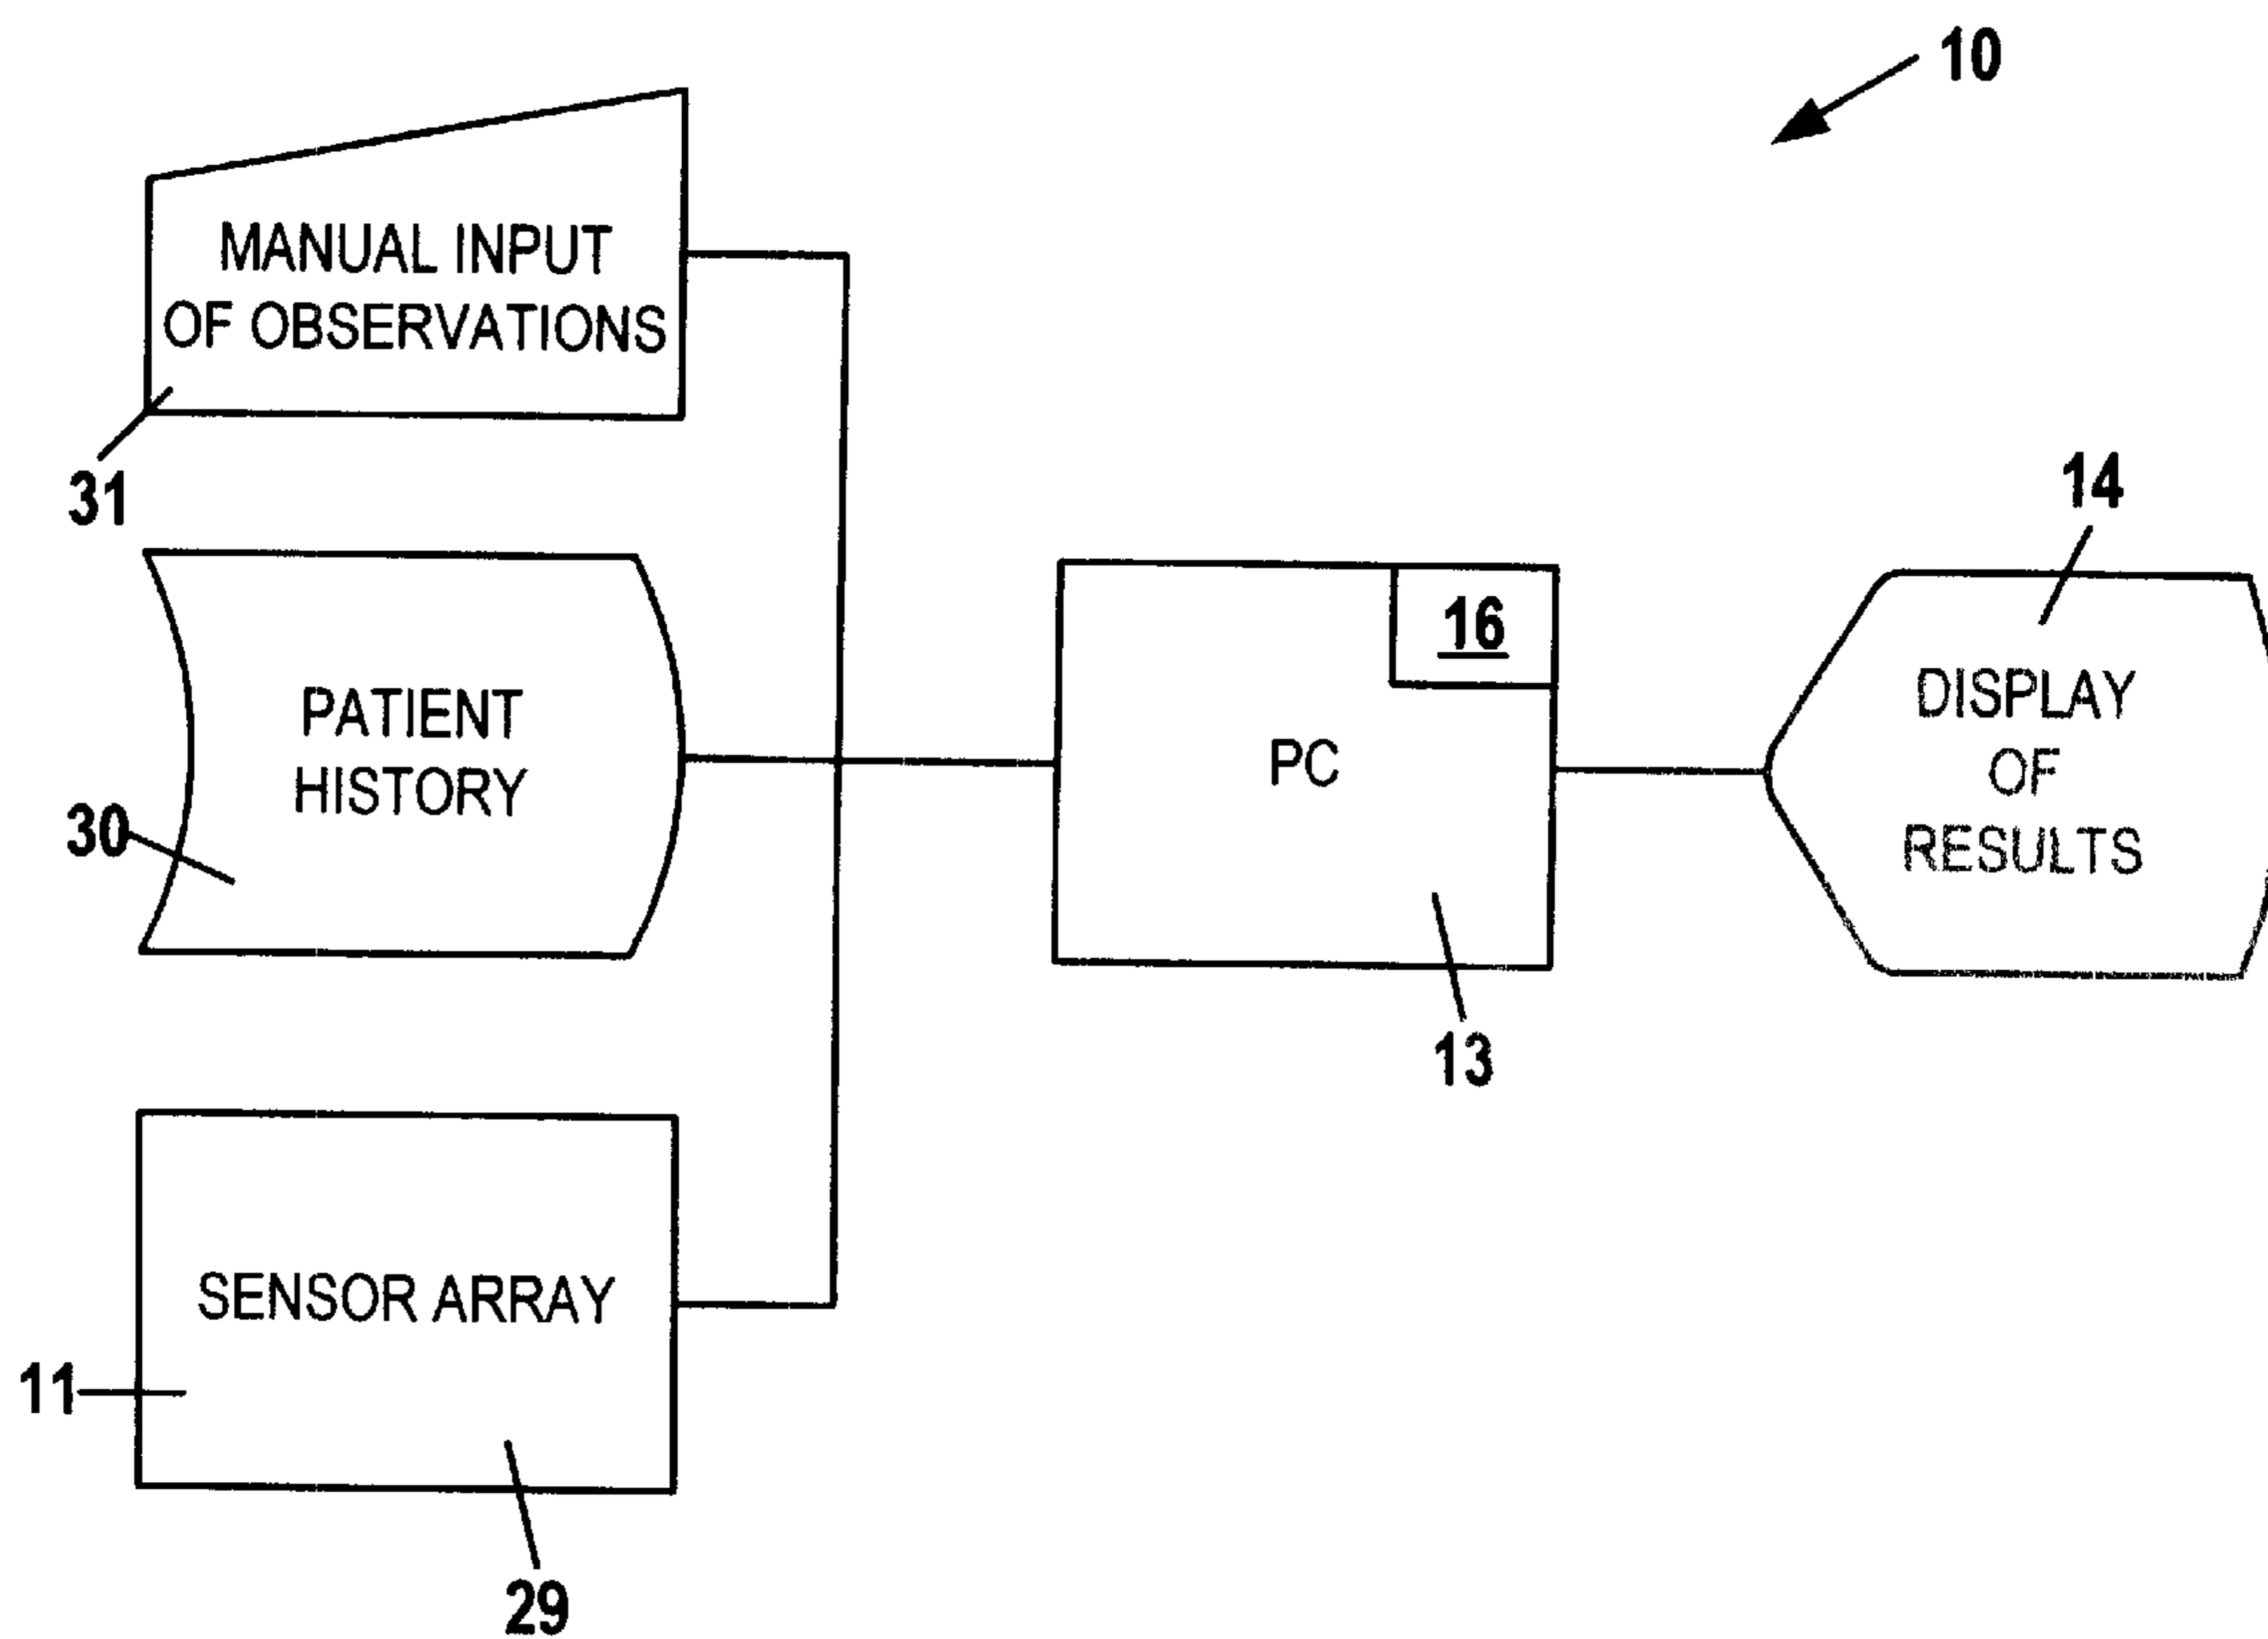 10
MANUAL INPUT
OF OBSERVATIONS
31
14
16
PATIENT
HISTORY
30
PC
DISPLAY
OF
RESULTS
13
SENSOR ARRAY
11
29